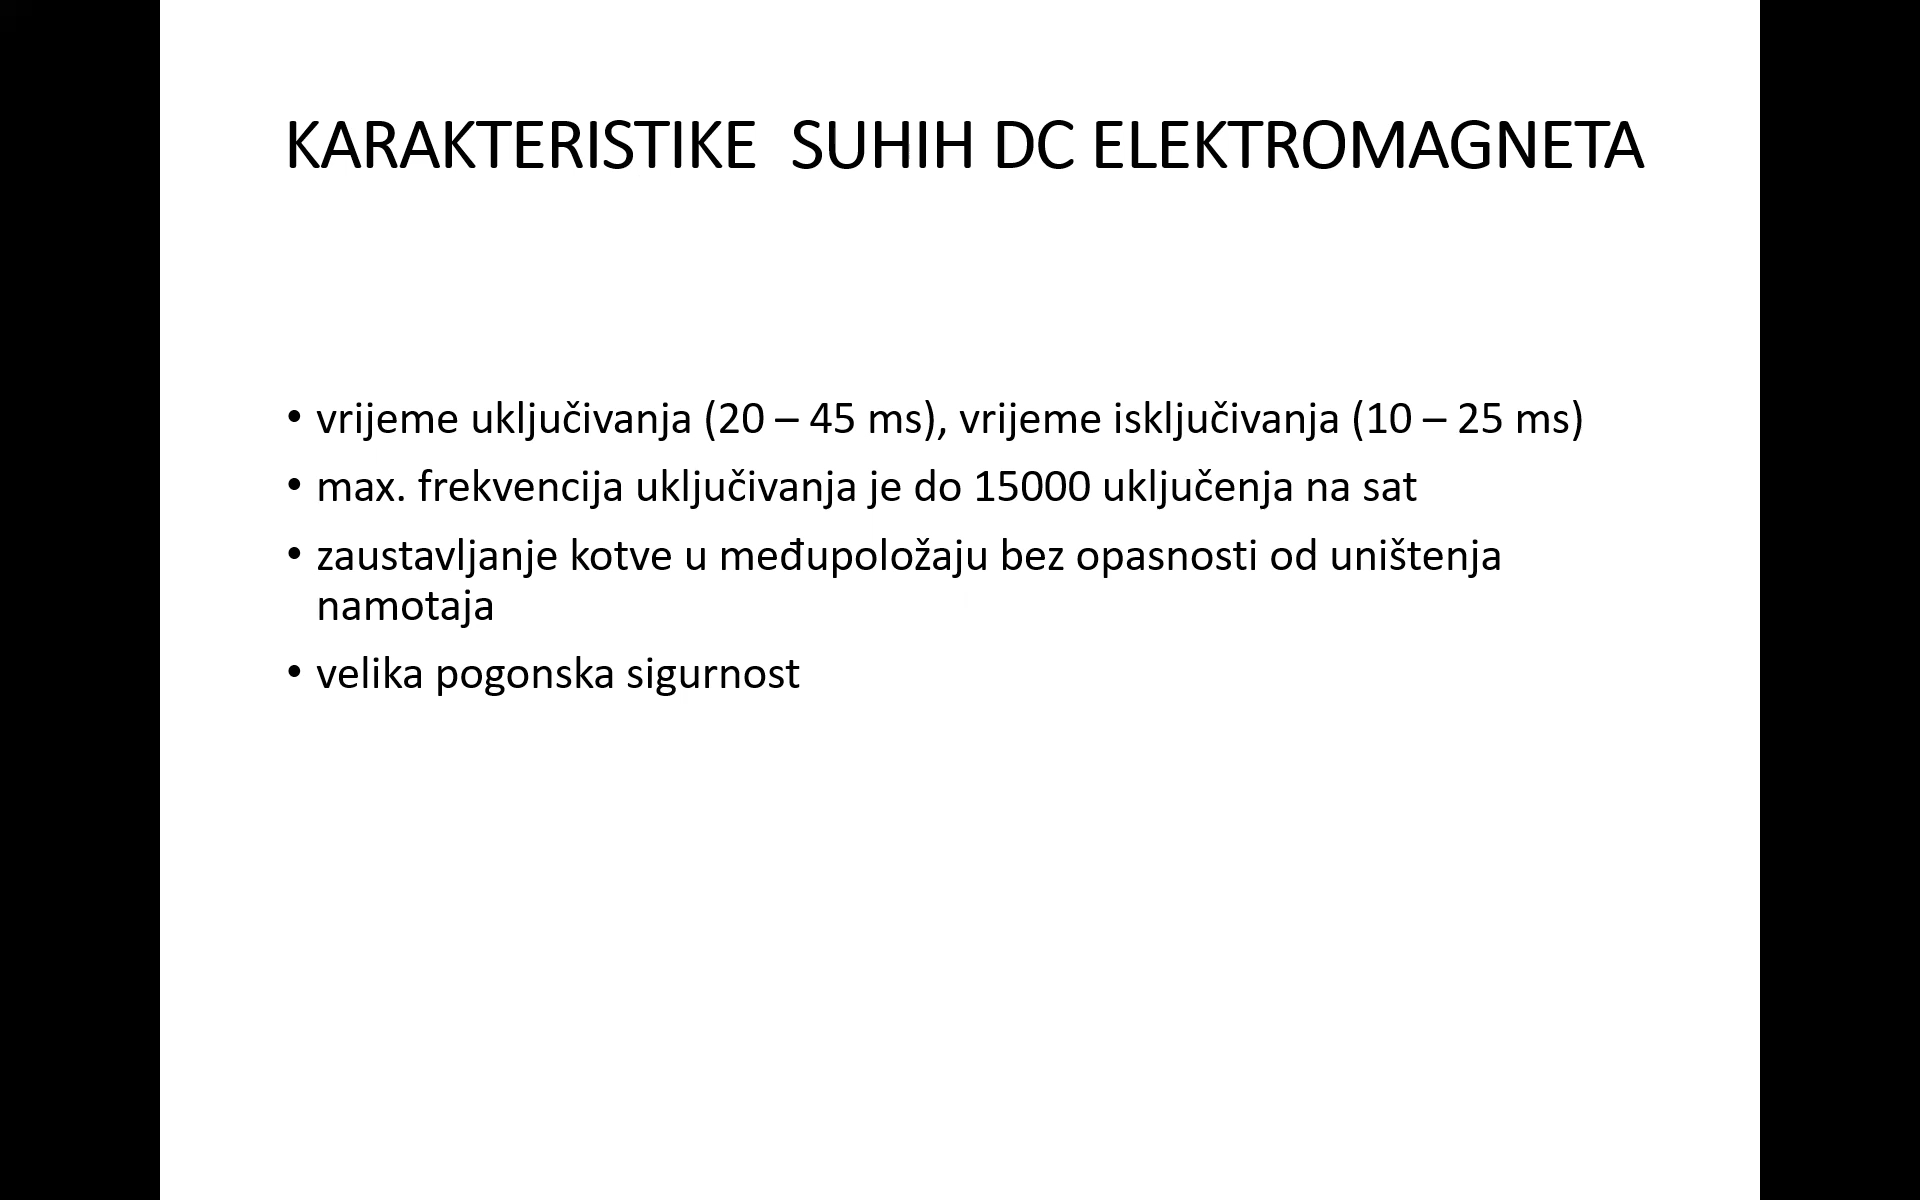 KARAKTERISTIKE  SUHIH DC ELEKTROMAGNETA
• vrijeme uključivanja (20 – 45 ms), vrijeme isključivanja (10 – 25 ms)
• max. frekvencija uključivanja je do 15000 uključenja na sat
• zaustavljanje kotve u međupoložaju bez opasnosti od uništenja
namotaja
• velika pogonska sigurnost